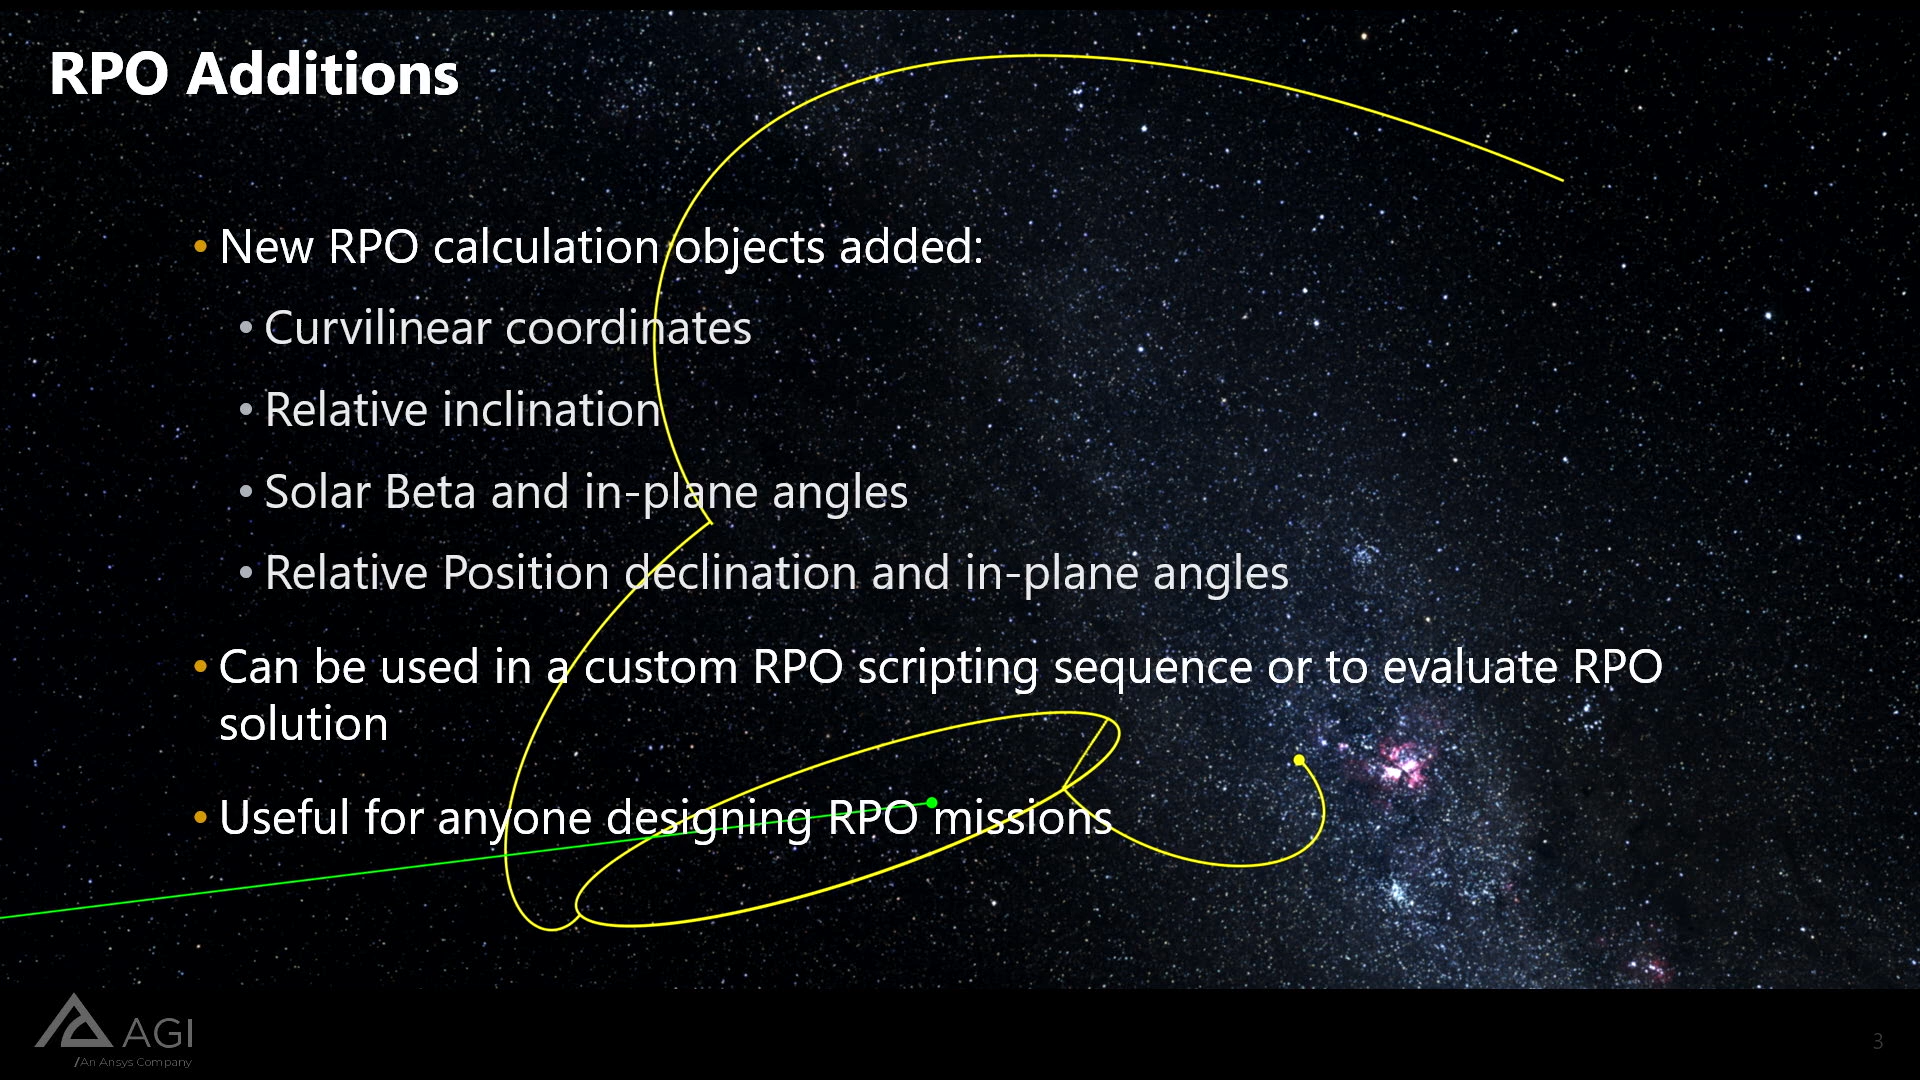 RPO Additions
• New RPO calculation objects added:
• Curvilinear coordinates
• Relative inclination
• Solar Beta and in-plane angles
• Relative Position declination and in-plane angles
• Can be used in a custom RPO scripting sequence or to evaluate RPO
solution
• Useful for anyone designing RPO missions
AGI
/An Ansys Company
3